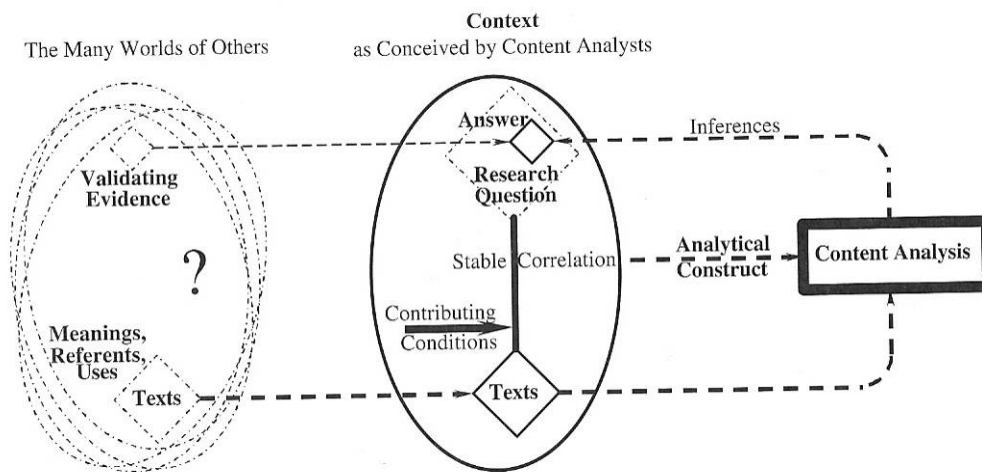 Context
The Many Worlds of Others
as Conceived by Content Analysts
Answer
Inferences
Validating
Evidence
Research
Question
?
Stable Correlation
Analytical
Construct
Content Analysis
Contributing
Conditions
Meanings,
Referents,
Uses
Texts
Texts